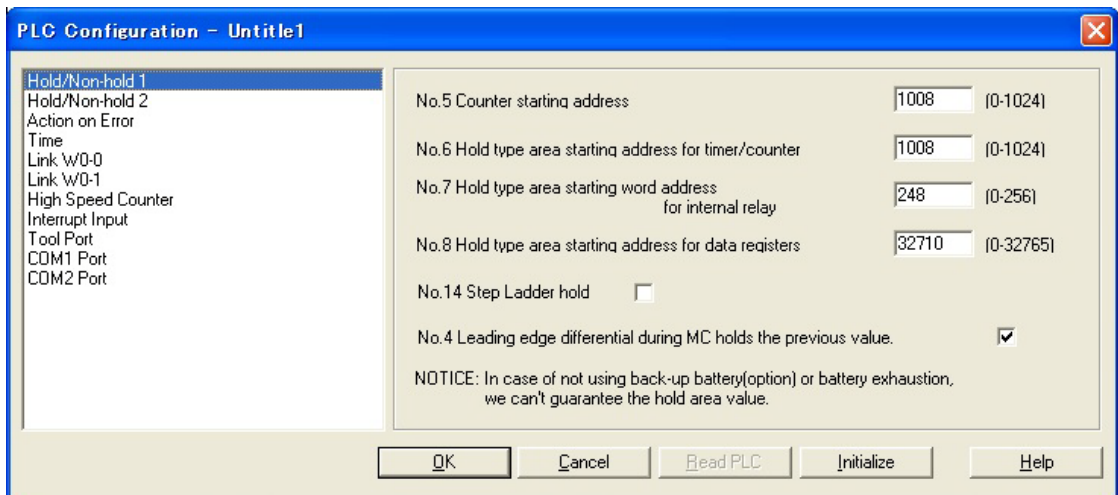 PLC Configuration - Untitle1
Hold/Non-hold 1
Hold/Non-hold 2
Action on Error
Time
Link W0-0
Link W0-1
High Speed Counter
Interrupt Input
Tool Port
COM1 Port
COM2 Port
No.5 Counter starting address 1008 (0-1024)
No.6 Hold type area starting address for timer/counter 1008 (0-1024)
No.7 Hold type area starting word address
for internal relay 248 (0-256)
No.8 Hold type area starting address for data registers 32710 (0-32765)
No.14 Step Ladder hold
No.4 Leading edge differential during MC holds the previous value.
NOTICE: In case of not using back-up battery(option) or battery exhaustion,
we can't guarantee the hold area value.
OK Cancel Read PLC Initialize Help